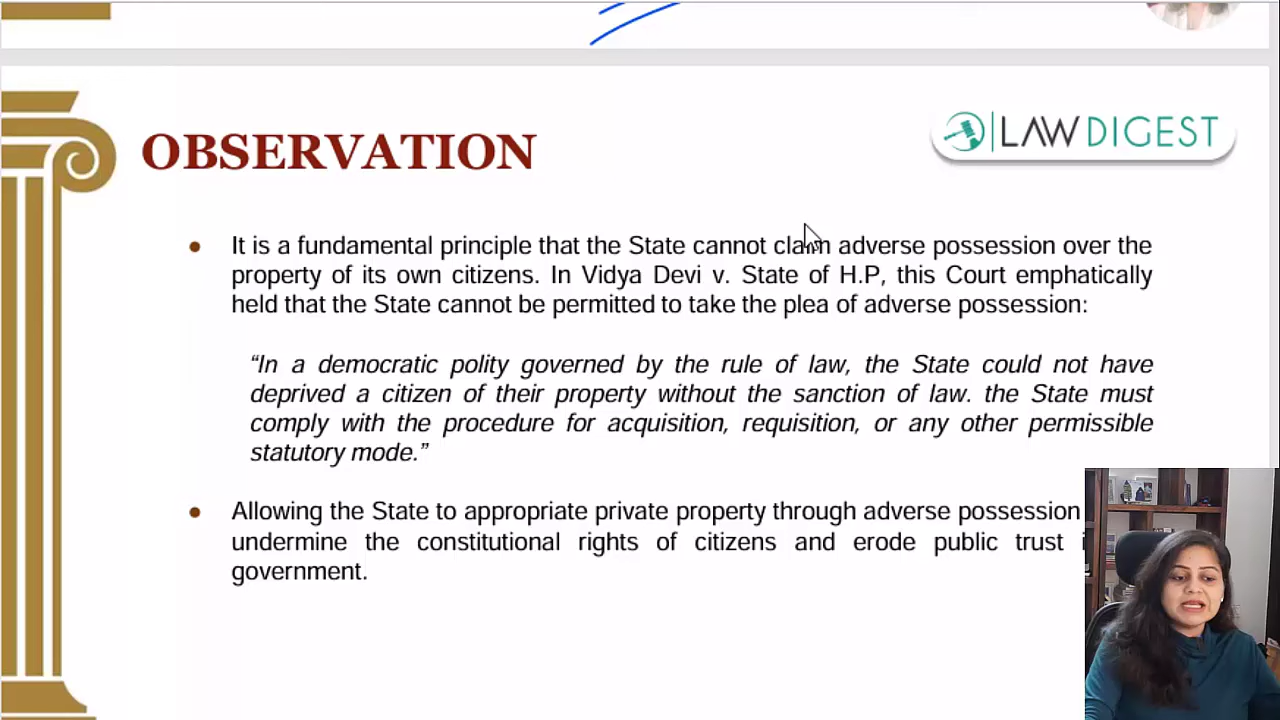 OBSERVATION
LAWDIGEST
It is a fundamental principle that the State cannot claim adverse possession over the
property of its own citizens. In Vidya Devi v. State of H.P, this Court emphatically
held that the State cannot be permitted to take the plea of adverse possession:
“In a democratic polity governed by the rule of law, the State could not have
deprived a citizen of their property without the sanction of law. the State must
comply with the procedure for acquisition, requisition, or any other permissible
statutory mode.”
Allowing the State to appropriate private property through adverse possession
undermine the constitutional rights of citizens and erode public trust
government.